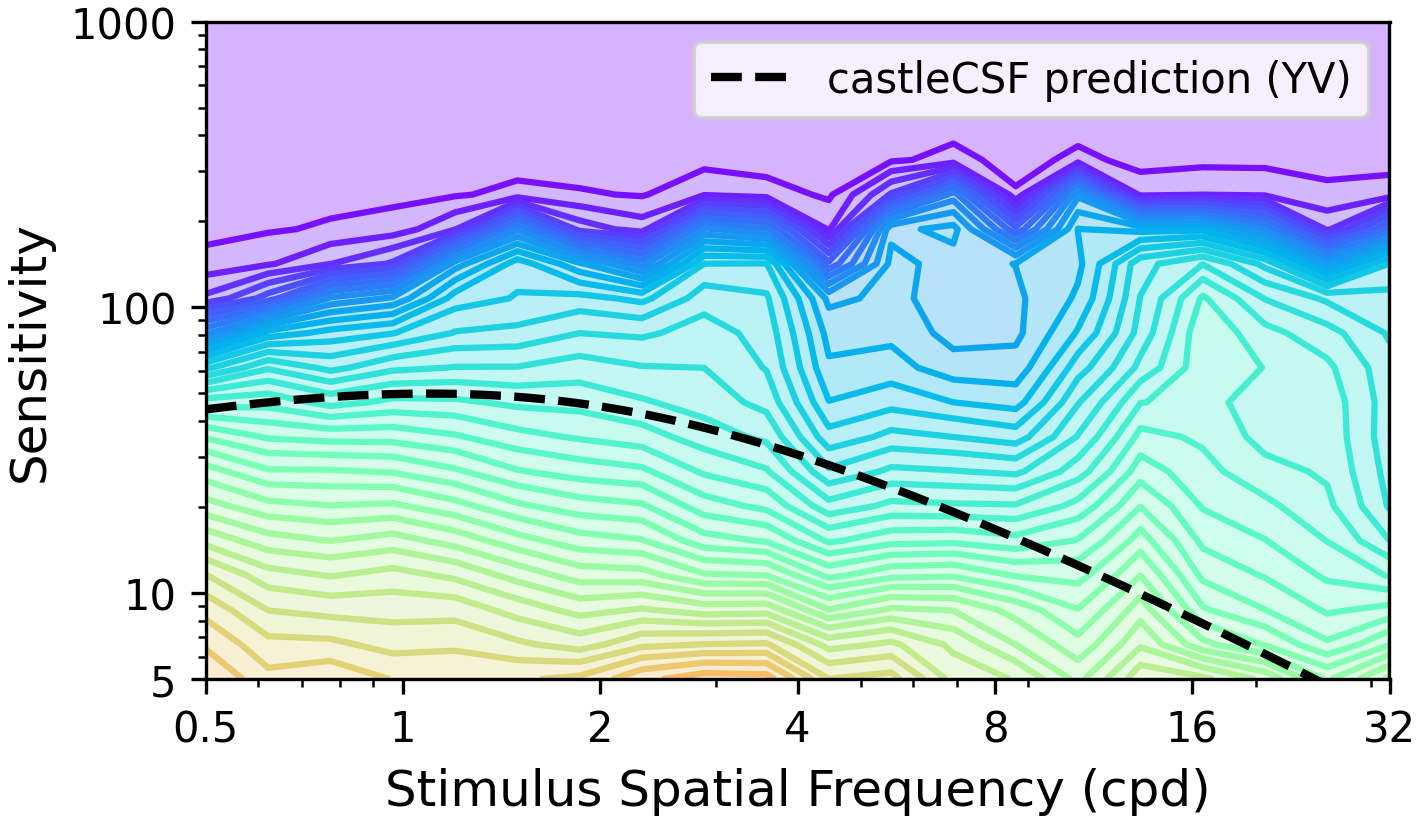 1000
100
10
5
Sensitivity
castleCSF prediction (YV)
0.5 1 2 4 8 16 32
Stimulus Spatial Frequency (cpd)